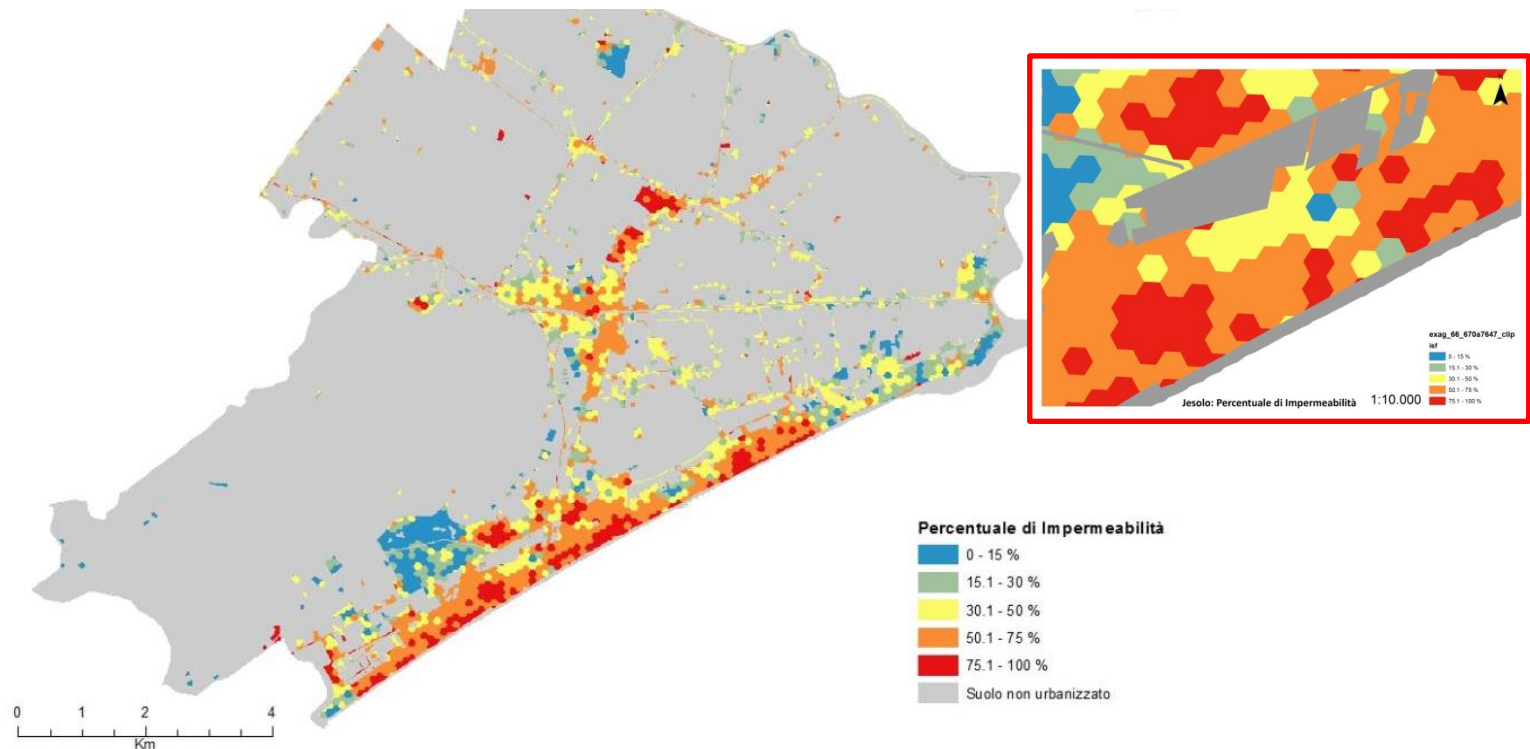 exag_66_670a7647_clip
isf
0 - 15 %
15.1 - 30 %
30.1 - 50 %
50.1 - 75 %
75.1 - 100 %
Jesolo: Percentuale di Impermeabilità 1:10.000
Percentuale di Impermeabilità
0 - 15 %
15.1 - 30 %
30.1 - 50 %
50.1 - 75 %
75.1 - 100 %
Suolo non urbanizzato
0 1 2 4
Km